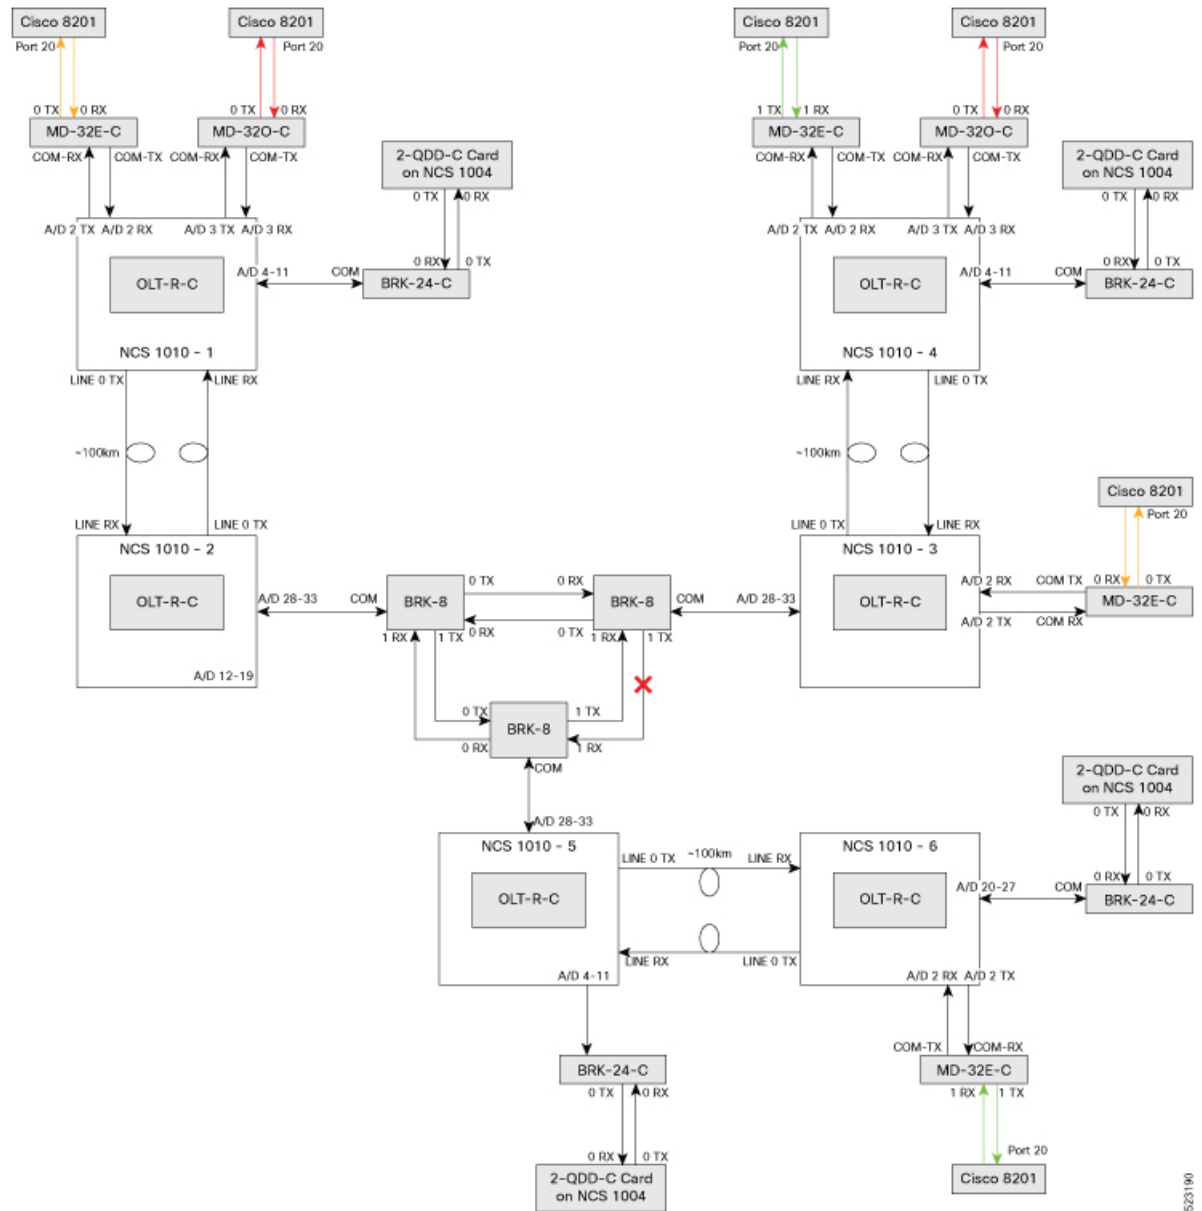 Cisco 8201
Cisco 8201
Cisco 8201
Cisco 8201
Port 20
Port 20
Port 20
Port 20
0 TX
0 RX
0 TX
0 RX
1 TX
1 RX
0 TX
0 RX
MD-32E-C
MD-32O-C
MD-32E-C
MD-32O-C
COM-RX
COM-TX
COM-RX
COM-TX
COM-RX
COM-TX
COM-RX
COM-TX
2-QDD-C Card
on NCS 1004
2-QDD-C Card
on NCS 1004
0 TX
0 RX
0 TX
0 RX
A/D 2 TX
A/D 2 RX
A/D 3 TX
A/D 3 RX
A/D 2 TX
A/D 2 RX
A/D 3 TX
A/D 3 RX
0 RX
0 TX
0 RX
0 TX
OLT-R-C
A/D 4-11
COM
BRK-24-C
OLT-R-C
A/D 4-11
COM
BRK-24-C
NCS 1010 - 1
NCS 1010 - 4
LINE 0 TX
LINE RX
LINE RX
LINE 0 TX
~100km
~100km
Cisco 8201
Port 20
LINE RX
LINE 0 TX
LINE 0 TX
LINE RX
NCS 1010 - 2
NCS 1010 - 3
OLT-R-C
A/D 28-33
COM
BRK-8
0 TX
0 RX
BRK-8
COM
A/D 28-33
OLT-R-C
A/D 2 RX
COM TX
0 RX
0 TX
MD-32E-C
A/D 2 TX
COM RX
0 RX
0 TX
1 RX
1 TX
1 RX
1 TX
A/D 12-19
0 TX
1 TX
BRK-8
0 RX
1 RX
COM
A/D 28-33
2-QDD-C Card
on NCS 1004
0 TX
0 RX
NCS 1010 - 5
NCS 1010 - 6
LINE 0 TX
~100km
LINE RX
OLT-R-C
OLT-R-C
A/D 20-27
COM
0 RX
0 TX
BRK-24-C
LINE RX
LINE 0 TX
A/D 4-11
A/D 2 RX
A/D 2 TX
COM-TX
COM-RX
BRK-24-C
MD-32E-C
0 TX
0 RX
1 RX
1 TX
0 RX
0 TX
Port 20
2-QDD-C Card
on NCS 1004
Cisco 8201
523190